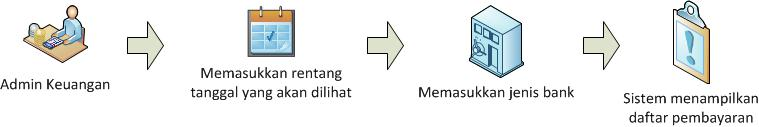 Admin Keuangan
Memasukkan rentang
tanggal yang akan dilihat
Memasukkan jenis bank
Sistem menampilkan
daftar pembayaran